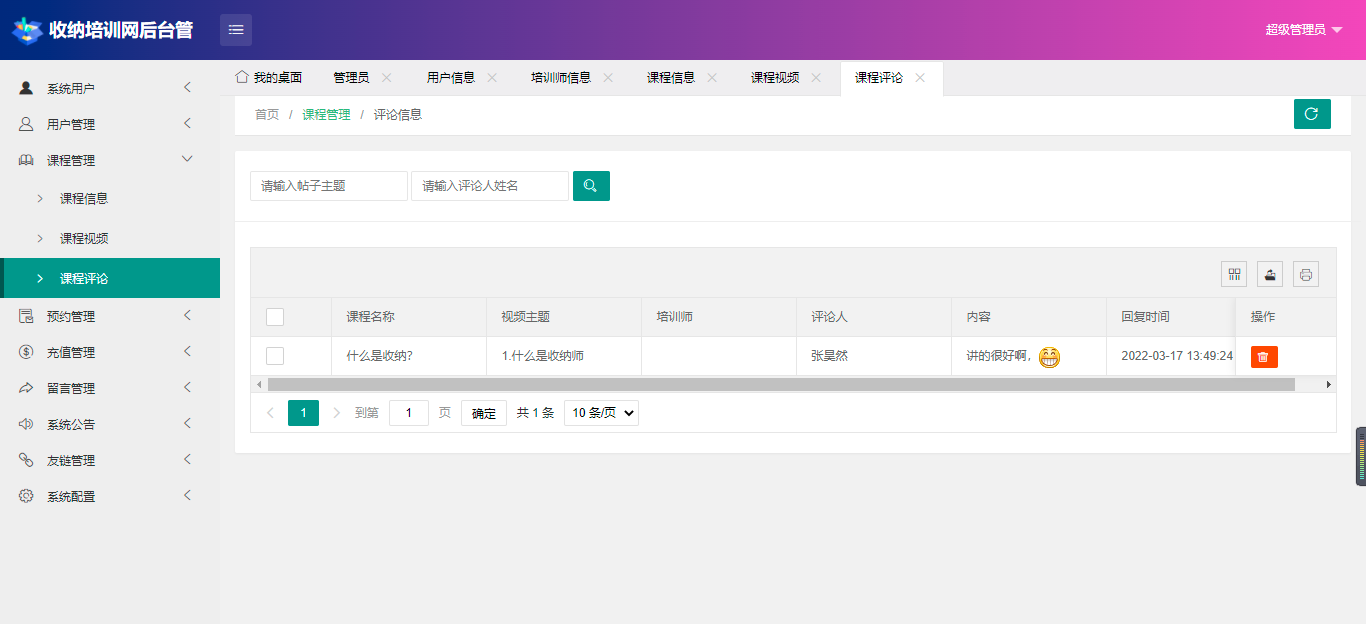 收纳培训网后台管
超级管理员
系统用户
用户管理
课程管理
课程信息
课程视频
课程评论
预约管理
充值管理
留言管理
系统公告
友链管理
系统配置
我的桌面 管理员 用户信息 培训师信息 课程信息 课程视频 课程评论
首页 / 课程管理 / 评论信息
请输入帖子主题 请输入评论人姓名
课程名称 视频主题 培训师 评论人 内容 回复时间 操作
什么是收纳? 1.什么是收纳师 张昊然 讲的很好啊, 2022-03-17 13:49:24
1 到第 1 页 确定 共 1 条 10 条/页